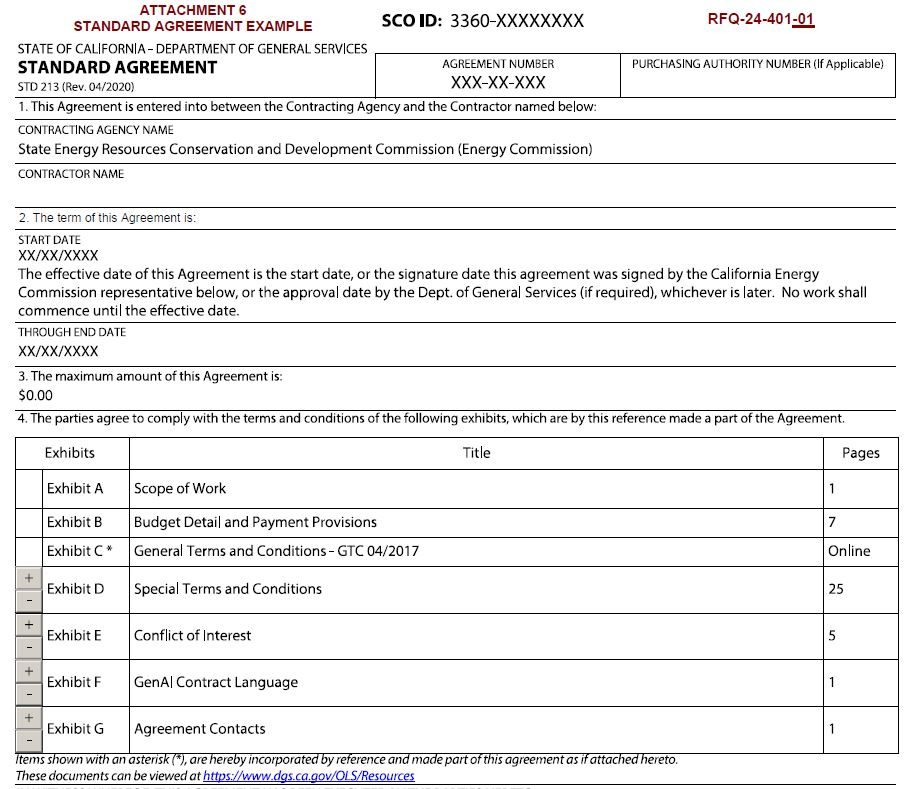 ATTACHMENT 6
STANDARD AGREEMENT EXAMPLE
SCO ID: 3360-XXXXXXXX
RFQ-24-401-01
STATE OF CALIFORNIA – DEPARTMENT OF GENERAL SERVICES
STANDARD AGREEMENT
STD 213 (Rev. 04/2020)
AGREEMENT NUMBER
XXX-XX-XXX
PURCHASING AUTHORITY NUMBER (If Applicable)
1. This Agreement is entered into between the Contracting Agency and the Contractor named below:
CONTRACTING AGENCY NAME
State Energy Resources Conservation and Development Commission (Energy Commission)
CONTRACTOR NAME
2. The term of this Agreement is:
START DATE
XX/XX/XXXX
The effective date of this Agreement is the start date, or the signature date this agreement was signed by the California Energy
Commission representative below, or the approval date by the Dept. of General Services (if required), whichever is later. No work shall
commence until the effective date.
THROUGH END DATE
XX/XX/XXXX
3. The maximum amount of this Agreement is:
$0.00
4. The parties agree to comply with the terms and conditions of the following exhibits, which are by this reference made a part of the Agreement.
Exhibits Title Pages
Exhibit A Scope of Work 1
Exhibit B Budget Detail and Payment Provisions 7
Exhibit C * General Terms and Conditions – GTC 04/2017 Online
+
- Exhibit D Special Terms and Conditions 25
+
- Exhibit E Conflict of Interest 5
+
- Exhibit F GenAI Contract Language 1
+
- Exhibit G Agreement Contacts 1
Items shown with an asterisk (*), are hereby incorporated by reference and made part of this agreement as if attached hereto.
These documents can be viewed at https://www.dgs.ca.gov/OLS/Resources